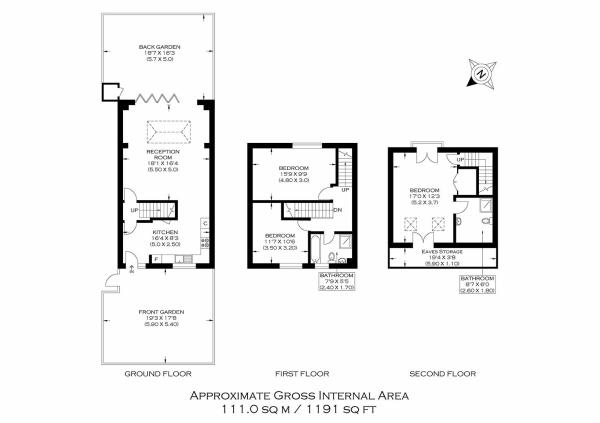 BACK GARDEN
18'7 X 16'3
(5.7 X 5.0)
N
RECEPTION
ROOM
18'1 X 16'4
(5.50 X 5.0)
UP
KITCHEN
16'4 X 8'3
(5.0 X 2.50)
C
F
IN
FRONT GARDEN
19'3 X 17'8
(5.90 X 5.40)
GROUND FLOOR
BEDROOM
15'9 X 9'9
(4.80 X 3.0)
UP
DN
BEDROOM
11'7 X 10'6
(3.50 X 3.20)
BATHROOM
7'9 X 5'5
(2.40 X 1.70)
FIRST FLOOR
UP
BEDROOM
17'0 X 12'3
(5.2 X 3.7)
EAVES STORAGE
19'4 X 3'8
(5.90 X 1.10)
BATHROOM
8'7 X 6'0
(2.60 X 1.80)
SECOND FLOOR
APPROXIMATE GROSS INTERNAL AREA
111.0 SQ M / 1191 SQ FT